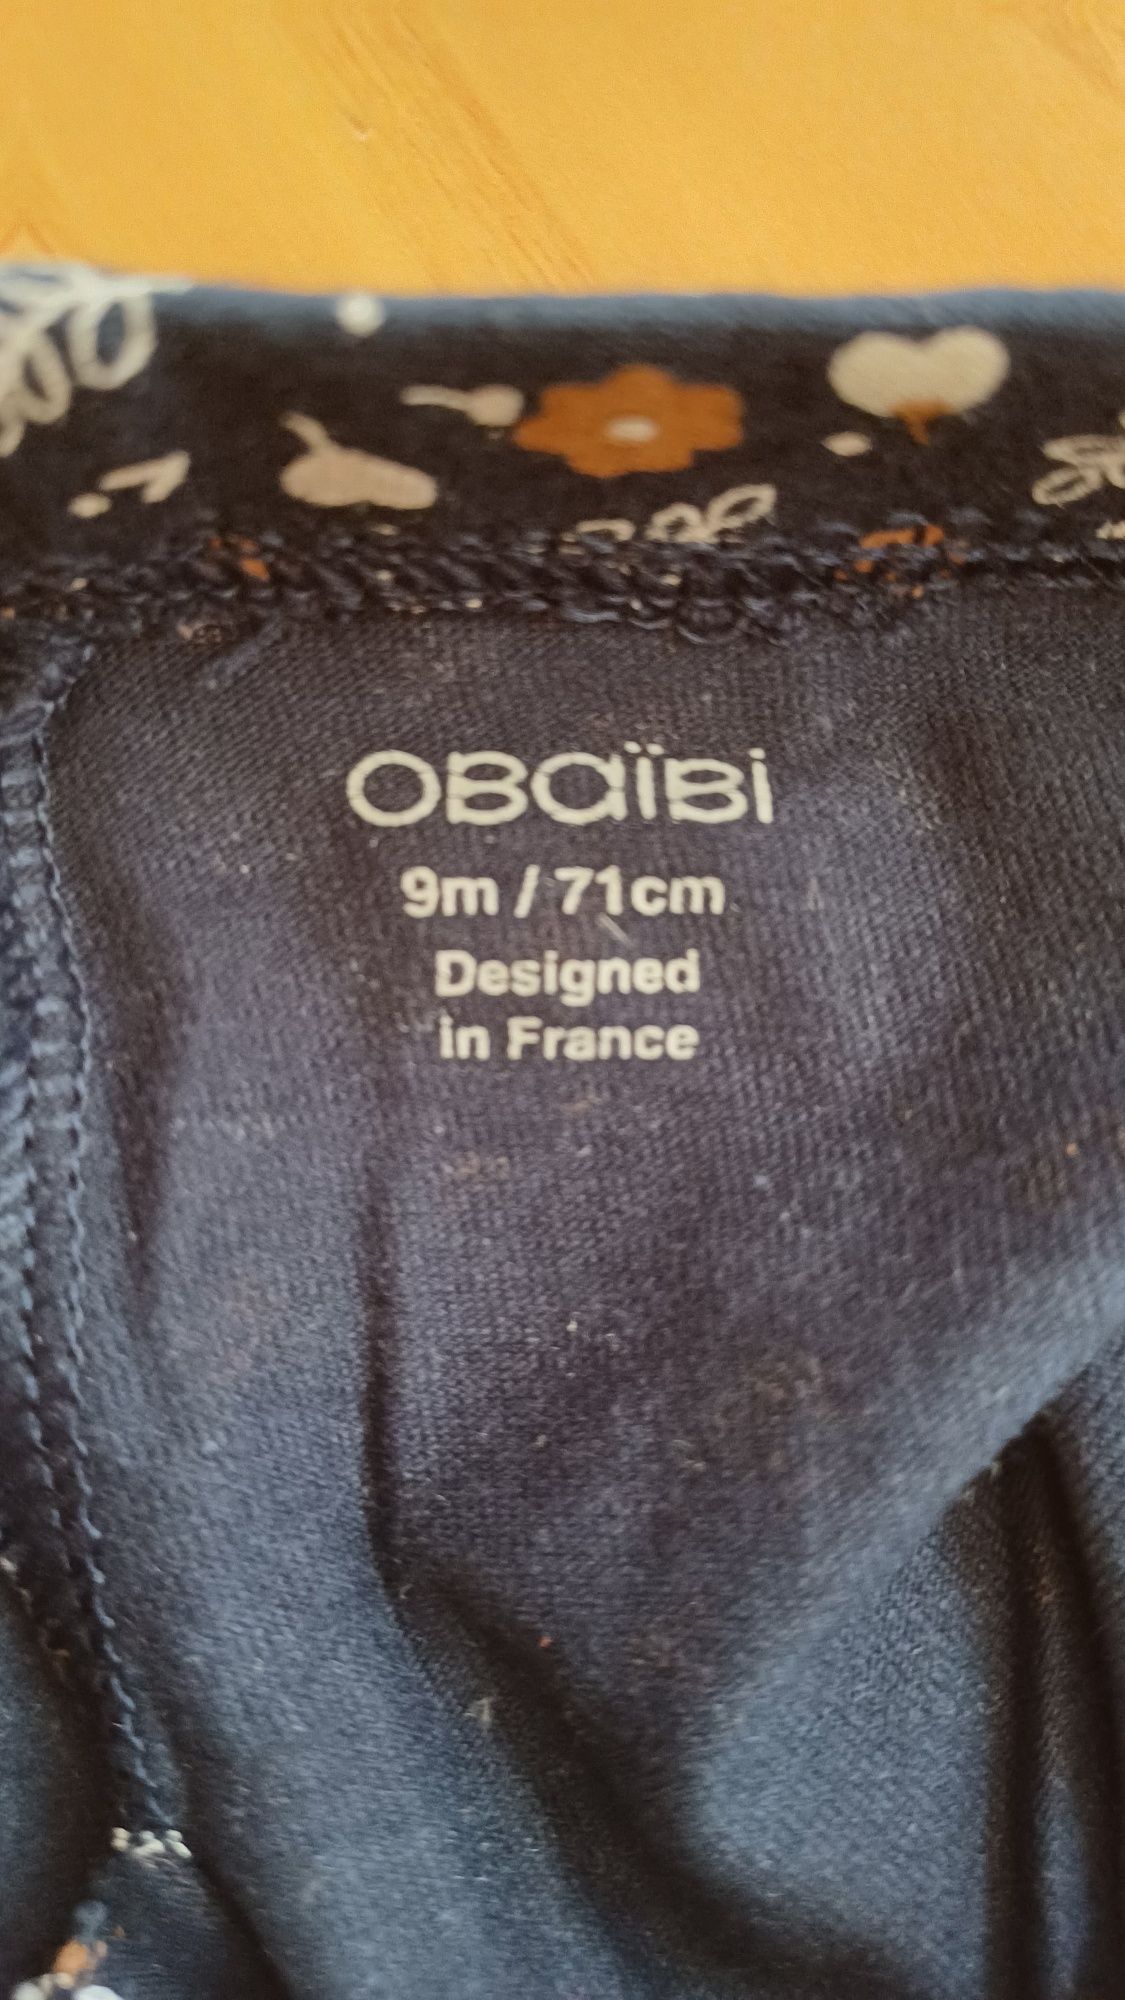 OBaïBi
9m / 71cm
Designed
in France